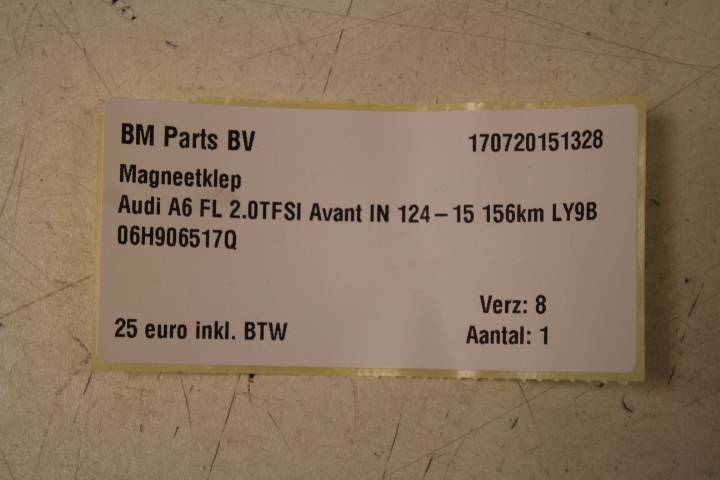 BM Parts BV 170720151328
Magneetklep
Audi A6 FL 2.0TFSI Avant IN 124-15 156km LY9B
06H906517Q
Verz: 8
25 euro inkl. BTW Aantal: 1